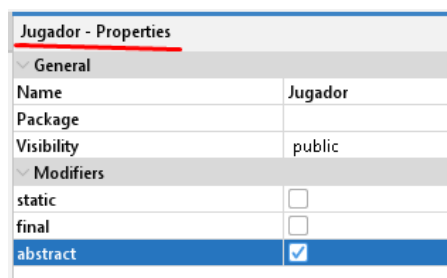 Jugador - Properties
General
Name Jugador
Package
Visibility public
Modifiers
static
final
abstract